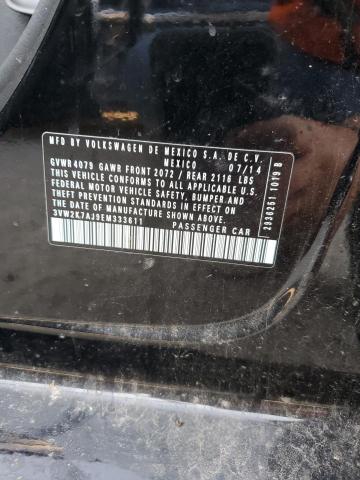 MFD BY VOLKSWAGEN DE MEXICO S.A. DE C.V.
MEXICO 07/14
GVWR 4079 GAWR FRONT 2072 / REAR 2116 LBS
THIS VEHICLE CONFORMS TO ALL APPLICABLE U.S.
FEDERAL MOTOR VEHICLE SAFETY, BUMPER AND
THEFT PREVENTION STANDARDS IN EFFECT ON
THE DATE OF MANUFACTURE SHOWN ABOVE.
3VW2K7AJ9EM333611
PASSENGER CAR
2936251 10T9 B